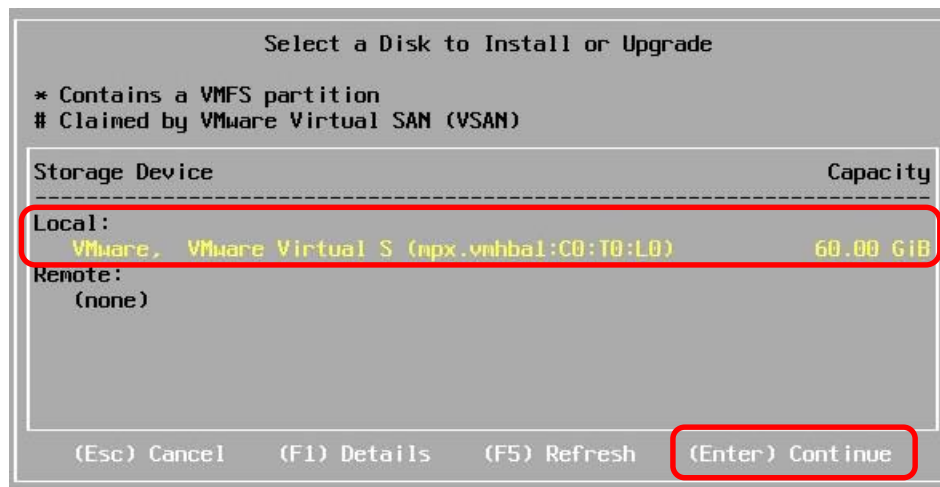 Select a Disk to Install or Upgrade
* Contains a VMFS partition
# Claimed by VMware Virtual SAN (VSAN)
Storage Device Capacity
Local:
VMware, VMware Virtual S (mpx.vmhba1:C0:T0:L0) 60.00 GiB
Remote:
(none)
(Esc) Cancel (F1) Details (F5) Refresh (Enter) Continue